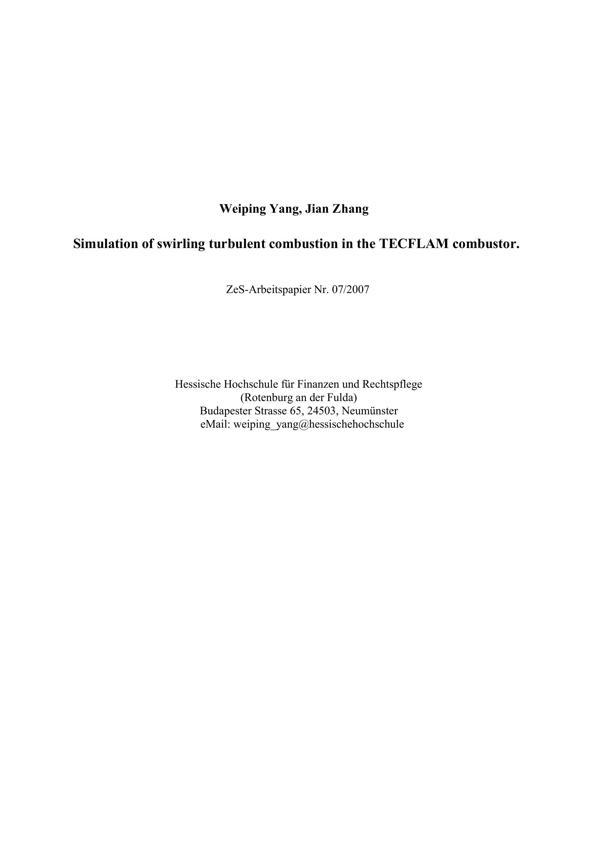 Weiping Yang, Jian Zhang
Simulation of swirling turbulent combustion in the TECFLAM combustor.
ZeS-Arbeitspapier Nr. 07/2007
Hessische Hochschule für Finanzen und Rechtspflege
(Rotenburg an der Fulda)
Budapester Strasse 65, 24503, Neumünster
eMail: weiping_yang@hessischehochschule